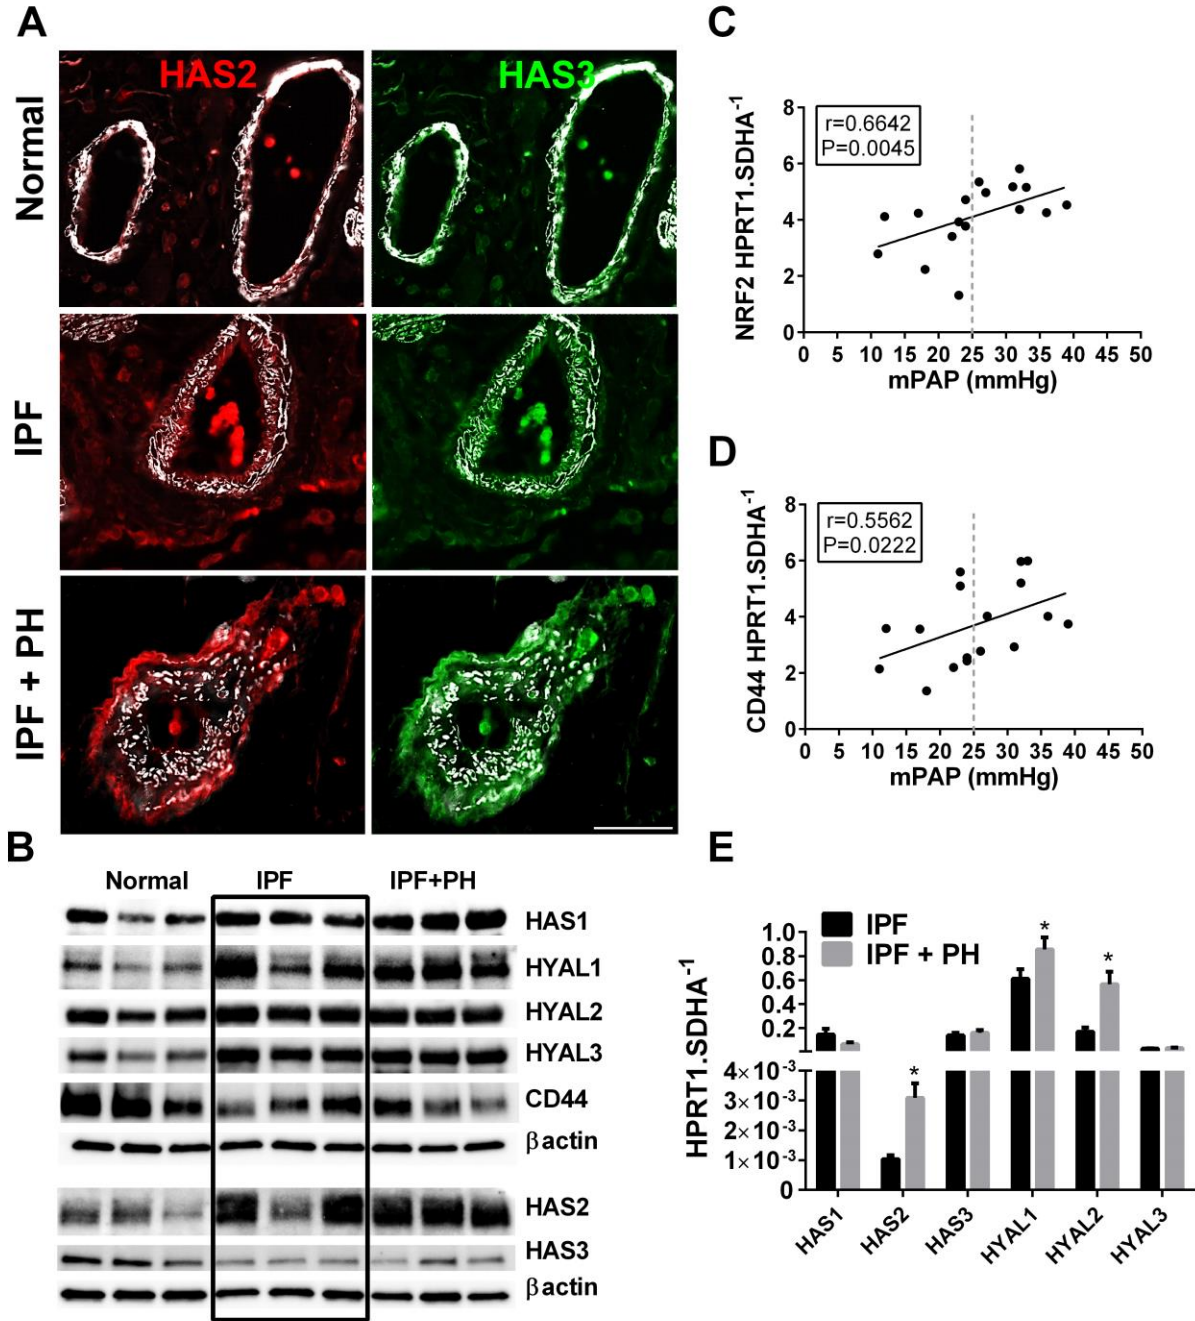 A
HAS2
HAS3
Normal
IPF
IPF + PH
B
Normal IPF IPF+PH
HAS1
HYAL1
HYAL2
HYAL3
CD44
βactin
HAS2
HAS3
βactin
C
r=0.6642
P=0.0045
NRF2 HPRT1.SDHA⁻¹
8
6
4
2
0
0 5 10 15 20 25 30 35 40 45 50
mPAP (mmHg)
D
r=0.5562
P=0.0222
CD44 HPRT1.SDHA⁻¹
8
6
4
2
0
0 5 10 15 20 25 30 35 40 45 50
mPAP (mmHg)
E
IPF
IPF + PH
HPRT1.SDHA⁻¹
1.0
0.8
0.6
0.4
0.2
4×10⁻³
3×10⁻³
2×10⁻³
1×10⁻³
0
* * *
HAS1 HAS2 HAS3 HYAL1 HYAL2 HYAL3